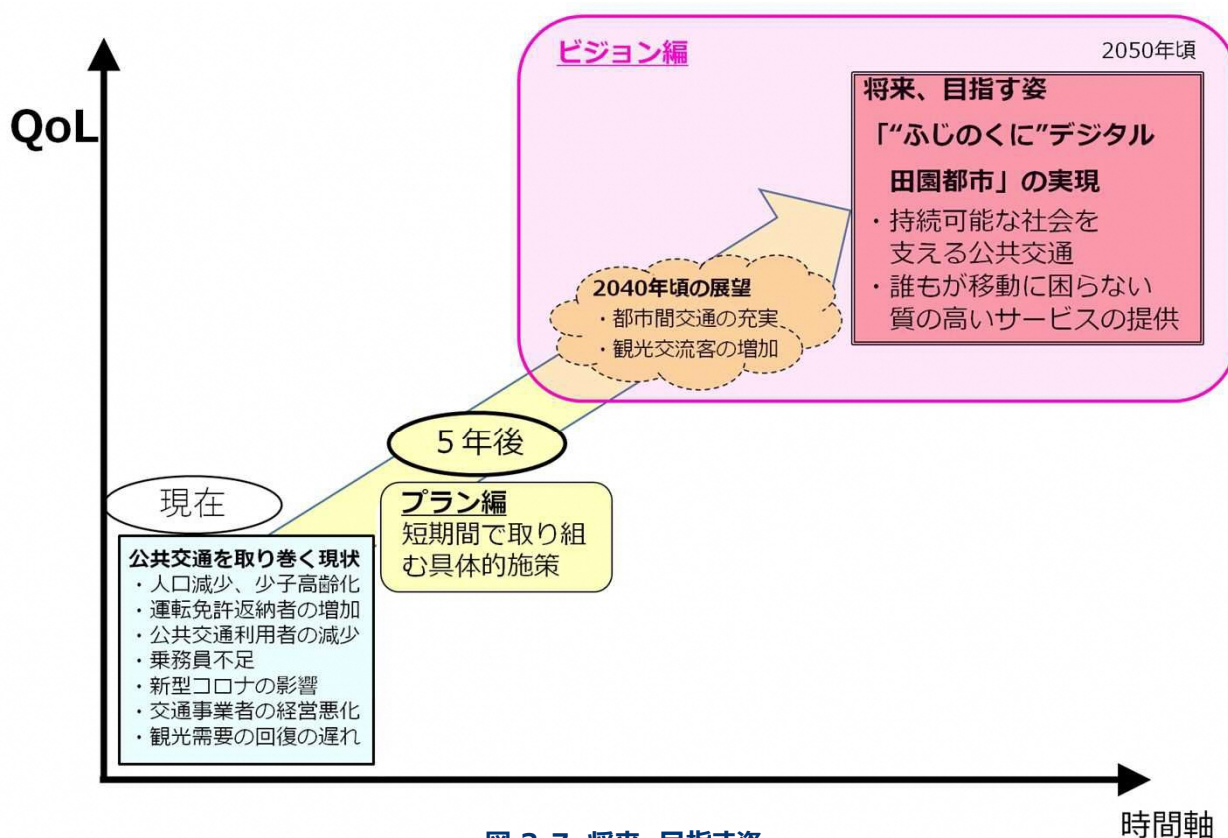 ビジョン編
2050年頃
QoL
将来、目指す姿
「“ふじのくに”デジタル
田園都市」の実現
・持続可能な社会を
支える公共交通
・誰もが移動に困らない
質の高いサービスの提供
2040年頃の展望
・都市間交通の充実
・観光交流客の増加
5年後
プラン編
短期間で取り組
む具体的施策
現在
公共交通を取り巻く現状
・人口減少、少子高齢化
・運転免許返納者の増加
・公共交通利用者の減少
・乗務員不足
・新型コロナの影響
・交通事業者の経営悪化
・観光需要の回復の遅れ
時間軸